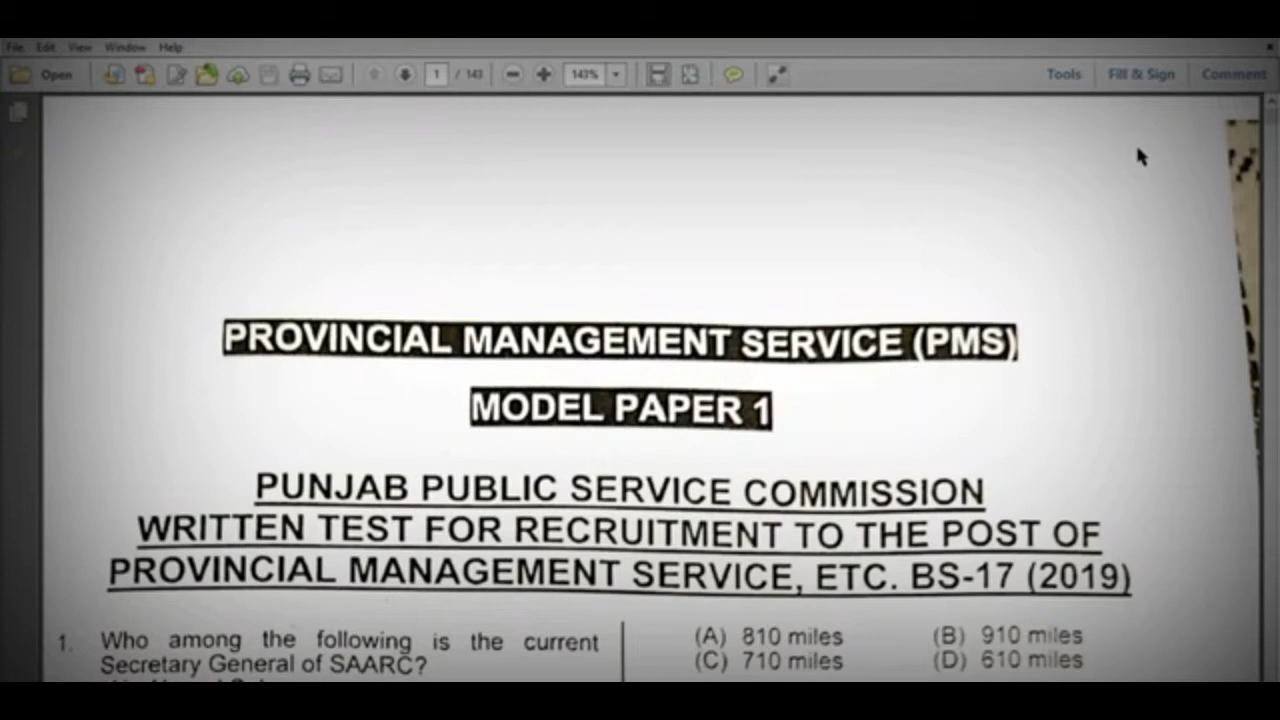 File Edit View Window Help
Open 1 / 143 143% Tools Fill & Sign Comment
PROVINCIAL MANAGEMENT SERVICE (PMS)
MODEL PAPER 1
PUNJAB PUBLIC SERVICE COMMISSION
WRITTEN TEST FOR RECRUITMENT TO THE POST OF
PROVINCIAL MANAGEMENT SERVICE, ETC. BS-17 (2019)
1. Who among the following is the current
Secretary General of SAARC?
(A) 810 miles (B) 910 miles
(C) 710 miles (D) 610 miles